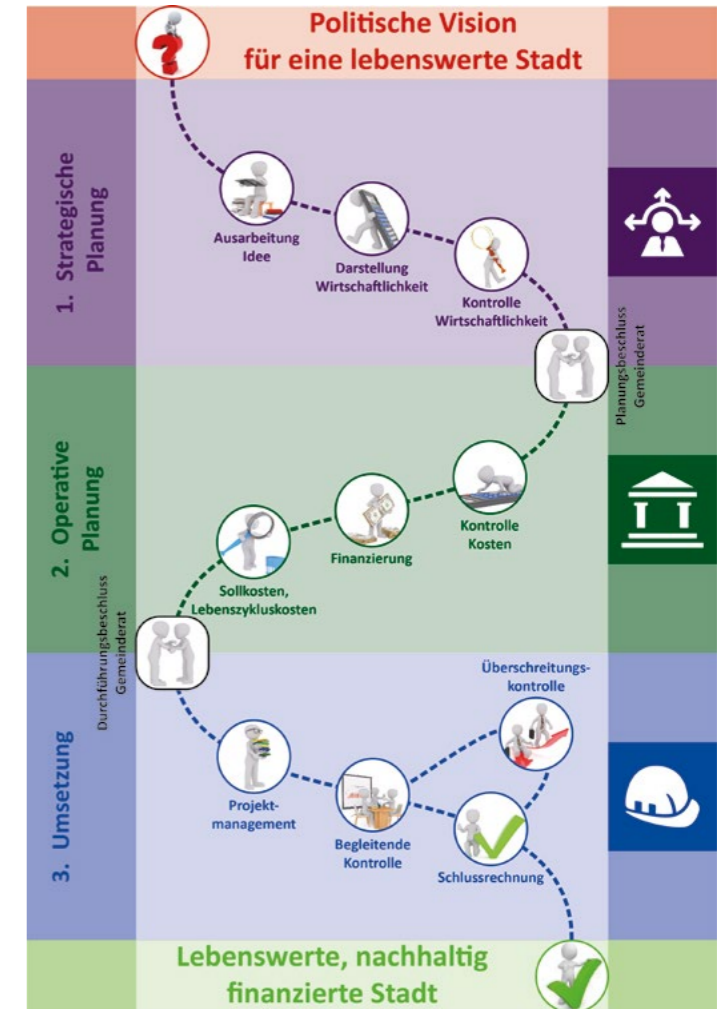 Politische Vision
für eine lebenswerte Stadt
1. Strategische
Planung
Ausarbeitung
Idee
Darstellung
Wirtschaftlichkeit
Kontrolle
Wirtschaftlichkeit
Planungsbeschluss
Gemeinderat
2. Operative
Planung
Kontrolle
Kosten
Finanzierung
Sollkosten,
Lebenszykluskosten
Durchführungsbeschluss
Gemeinderat
3. Umsetzung
Projekt-
management
Begleitende
Kontrolle
Überschreitungs-
kontrolle
Schlussrechnung
Lebenswerte, nachhaltig
finanzierte Stadt